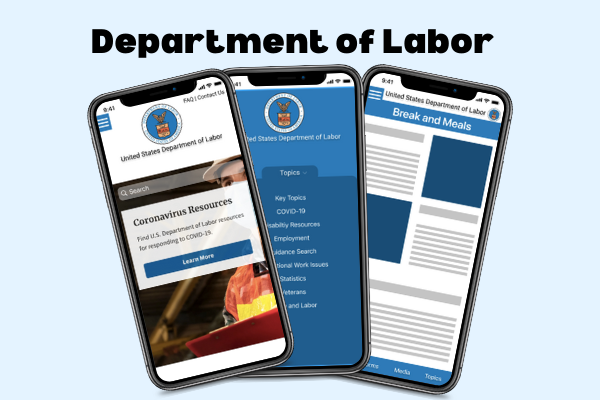 Department of Labor
9:41
FAQ | Contact Us
United States Department of Labor
Search
Coronavirus Resources
Find U.S. Department of Labor resources
for responding to COVID-19.
Learn More
:41
ed States Department of Labor
Topics
Key Topics
COVID-19
isability Resources
Employment
uidance Search
tional Work Issues
Statistics
eterans
and Labor
9:41
United States Department of Labor
Break and Meals
rms
Media
Topics